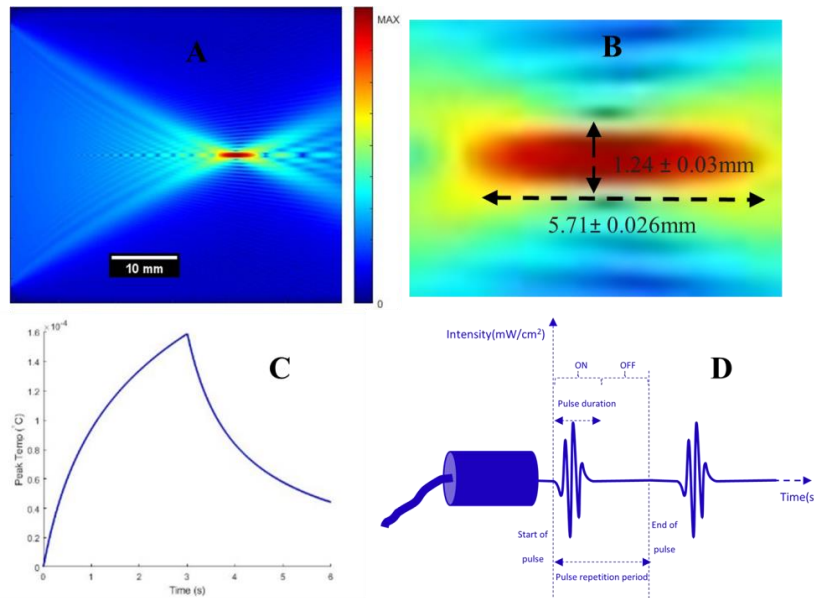 A
MAX
10 mm
0
B
1.24 ± 0.03mm
5.71± 0.026mm
×10⁻⁴
1.6
1.4
1.2
1
0.8
0.6
0.4
0.2
0
Peak Temp (°C)
0 1 2 3 4 5 6
Time (s)
C
Intensity(mW/cm²)
D
ON OFF
Pulse duration
Time(s
Start of
pulse
End of
pulse
Pulse repetition period